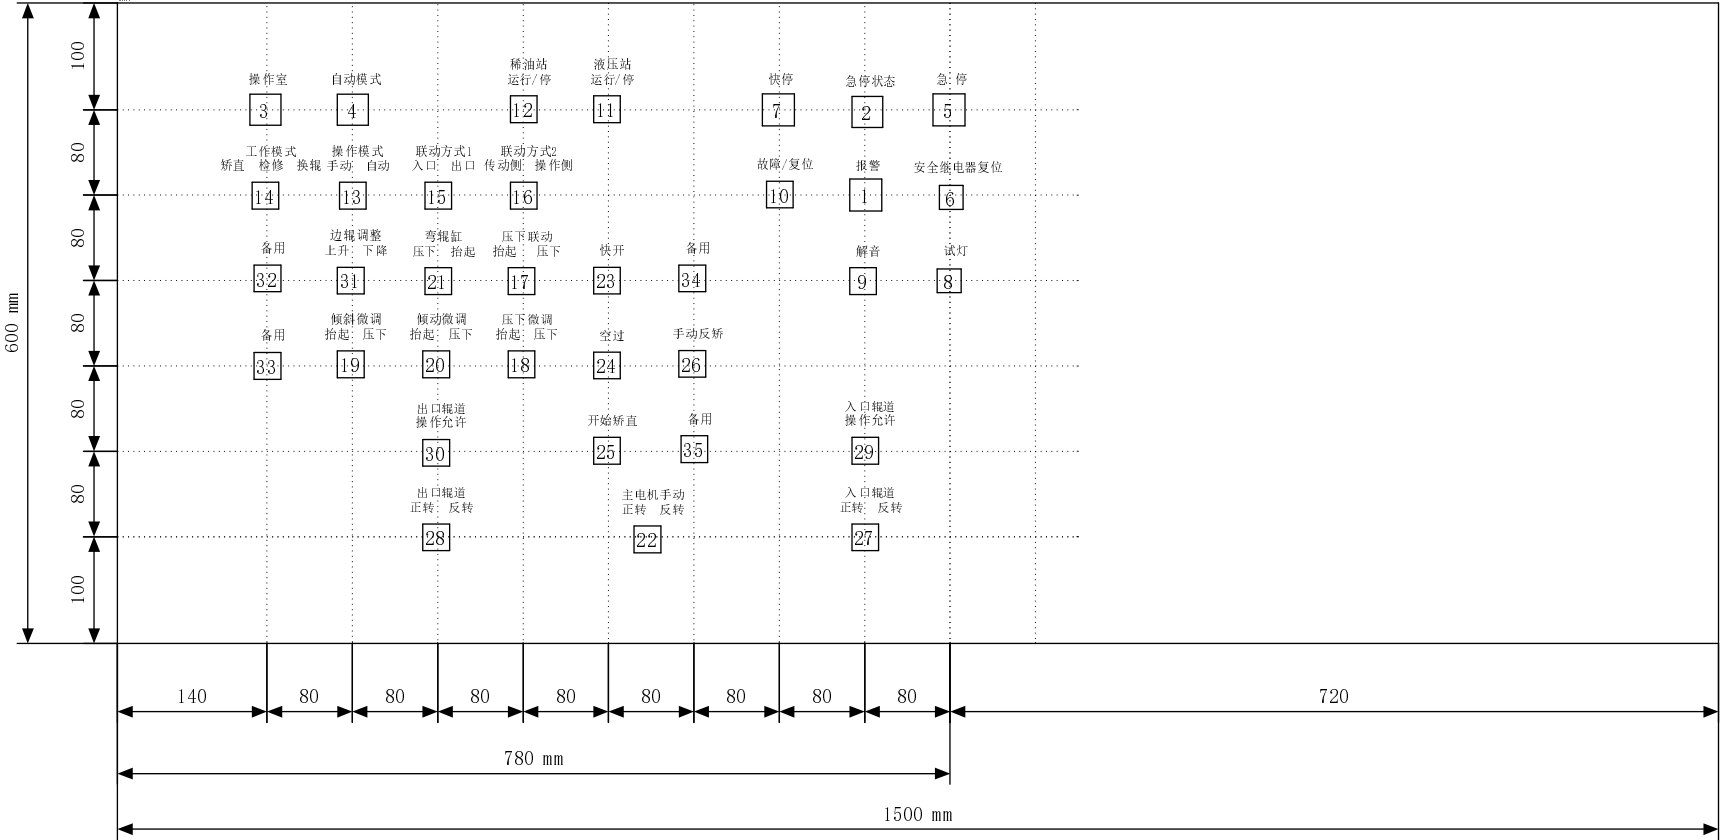 100
稀油站 液压站
操作室 自动模式 运行/停 运行/停 快停 急停状态 急 停
3 4 12 11 7 2 5
80
工作模式 操作模式 联动方式1 联动方式2
矫直 检修 换辊 手动 自动 入口 出口 传动侧 操作侧 故障/复位 报警 安全继电器复位
14 13 15 16 10 1 6
80
边辊调整 弯辊缸 压下联动
备用 上升 下降 压下 抬起 抬起 压下 快开 备用 解音 试灯
32 31 21 17 23 34 9 8
600 mm
80
倾斜微调 倾动微调 压下微调
备用 抬起 压下 抬起 压下 抬起 压下 空过 手动反矫
33 19 20 18 24 26
80
出口辊道 入口辊道
操作允许 开始矫直 备用 操作允许
30 25 35 29
80
出口辊道 主电机手动 入口辊道
正转 反转 正转 反转 正转 反转
28 22 27
100
140 80 80 80 80 80 80 80 80 720
780 mm
1500 mm